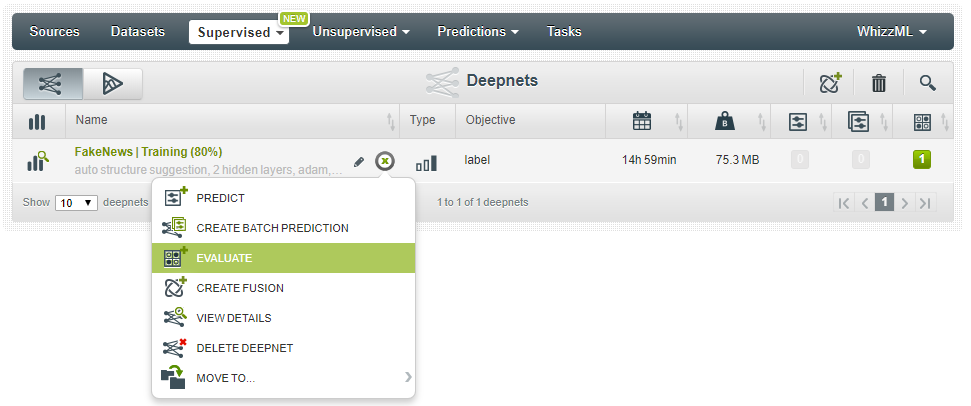 NEW
Sources Datasets Supervised Unsupervised Predictions Tasks WhizzML
Deepnets
Name Type Objective B
FakeNews | Training (80%) label 14h 59min 75.3 MB 0 0 1
auto structure suggestion, 2 hidden layers, adam,...
Show 10 deepnets 1 to 1 of 1 deepnets 1
PREDICT
CREATE BATCH PREDICTION
EVALUATE
CREATE FUSION
VIEW DETAILS
DELETE DEEPNET
MOVE TO...